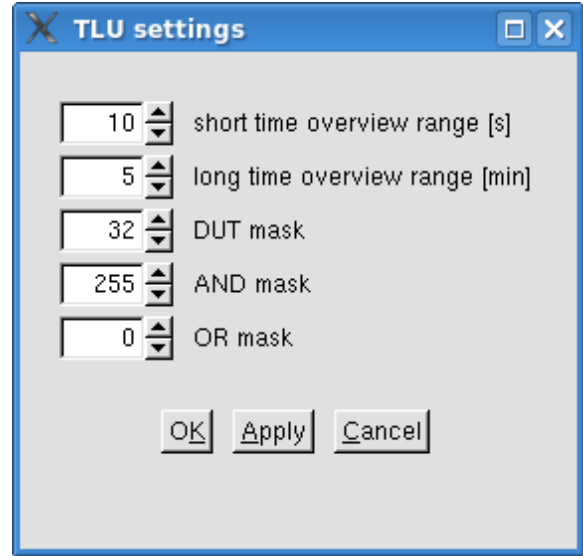 TLU settings
10 short time overview range [s]
5 long time overview range [min]
32 DUT mask
255 AND mask
0 OR mask
OK Apply Cancel